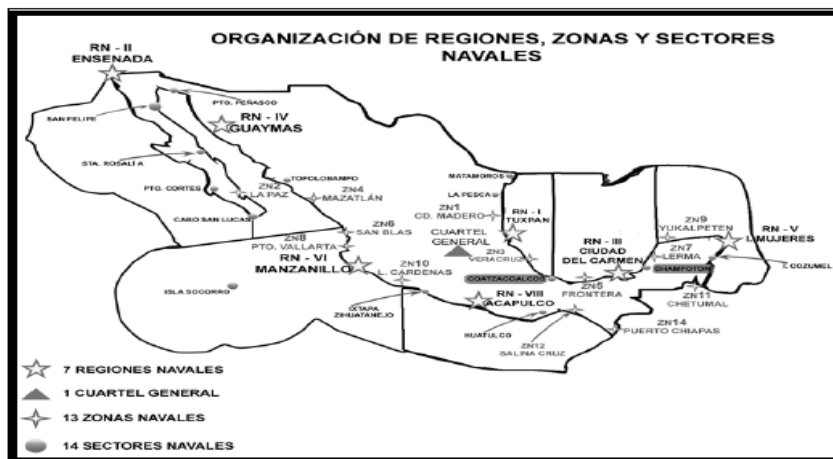 ORGANIZACIÓN DE REGIONES, ZONAS Y SECTORES
NAVALES
RN - II
ENSENADA
PTO. PEÑASCO
SAN FELIPE
RN - IV
GUAYMAS
STA. ROSALÍA
TOPOLOBAMPO
MATAMOROS
PTO. CORTES
ZN2
LA PAZ
ZN4
MAZATLÁN
LA PESCA
CABO SAN LUCAS
ZN1
CD. MADERO
RN - I
TUXPAN
ZN9
YUKALPETEN
RN - V
I. MUJERES
ZN6
SAN BLAS
ZN8
PTO. VALLARTA
CUARTEL
GENERAL
ZN3
VERACRUZ
RN - III
CIUDAD
DEL CARMEN
ZN7
LERMA
RN - VI
MANZANILLO
ZN10
L. CARDENAS
COATZACOALCOS
CHAMPOTON
I. COZUMEL
ISLA SOCORRO
ZN5
FRONTERA
ZN11
CHETUMAL
IXTAPA
ZIHUATANEJO
RN - VIII
ACAPULCO
HUATULCO
ZN12
SALINA CRUZ
ZN14
PUERTO CHIAPAS
7 REGIONES NAVALES
1 CUARTEL GENERAL
13 ZONAS NAVALES
14 SECTORES NAVALES